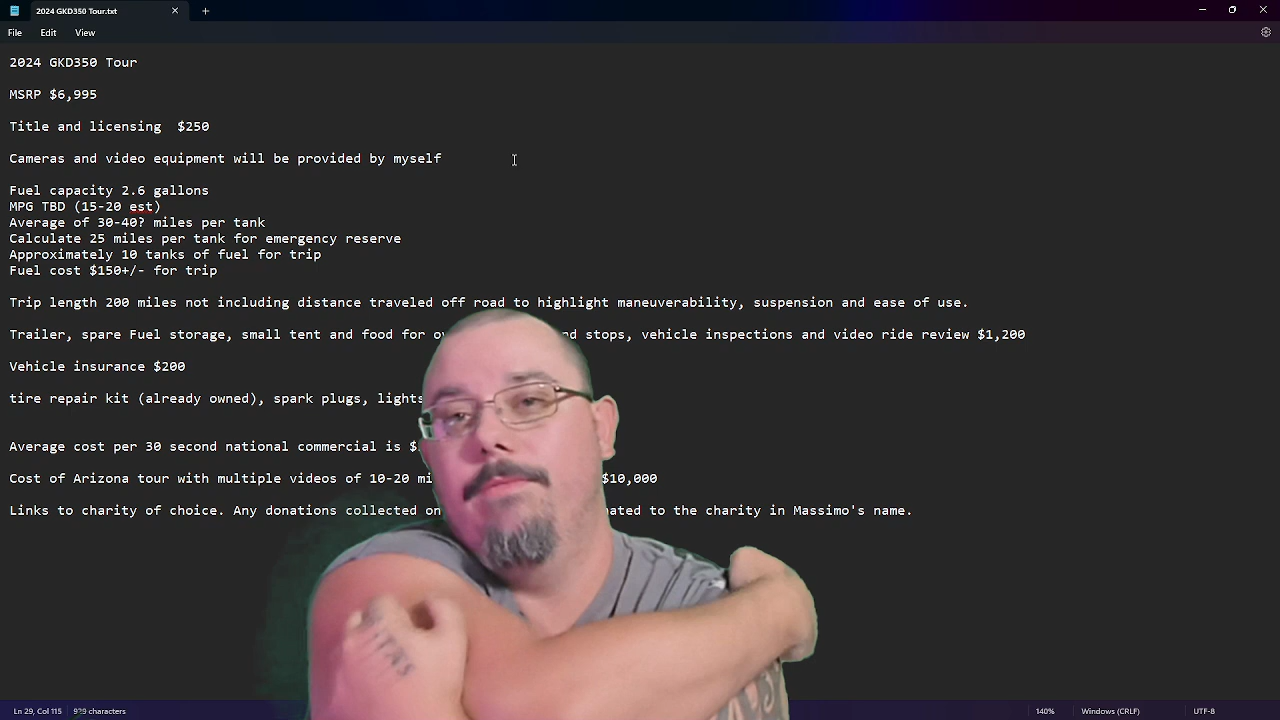 2024 GKD350 Tour.txt
File Edit View
2024 GKD350 Tour
MSRP $6,995
Title and licensing  $250
Cameras and video equipment will be provided by myself
Fuel capacity 2.6 gallons
MPG TBD (15-20 est)
Average of 30-40? miles per tank
Calculate 25 miles per tank for emergency reserve
Approximately 10 tanks of fuel for trip
Fuel cost $150+/- for trip
Trip length 200 miles not including distance traveled off road to highlight maneuverability, suspension and ease of use.
Trailer, spare Fuel storage, small tent and food for stops, vehicle inspections and video ride review $1,200
Vehicle insurance $200
tire repair kit (already owned), spark plugs, lights
Average cost per 30 second national commercial is
Cost of Arizona tour with multiple videos of 10-20 $10,000
Links to charity of choice. Any donations collected on to the charity in Massimo's name.
Ln 29, Col 115 characters 140% Windows (CRLF) UTF-8